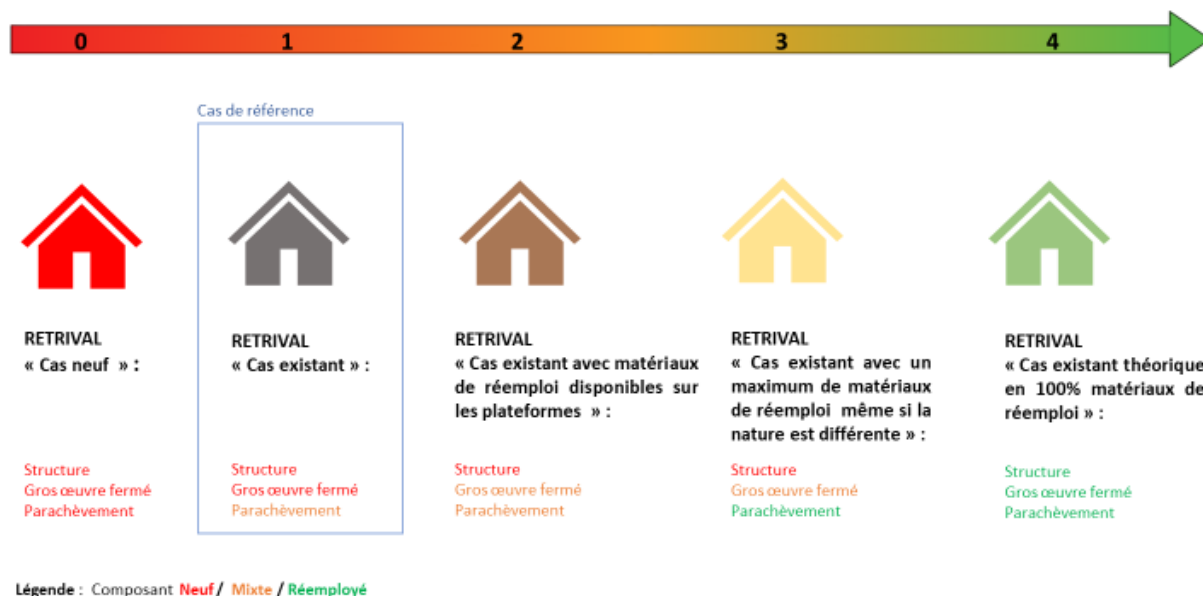 0 1 2 3 4
Cas de référence
RETRIVAL
« Cas neuf » :
RETRIVAL
« Cas existant » :
RETRIVAL
« Cas existant avec matériaux
de réemploi disponibles sur
les plateformes » :
RETRIVAL
« Cas existant avec un
maximum de matériaux
de réemploi même si la
nature est différente » :
RETRIVAL
« Cas existant théorique
en 100% matériaux de
réemploi » :
Structure
Gros œuvre fermé
Parachèvement
Structure
Gros œuvre fermé
Parachèvement
Structure
Gros œuvre fermé
Parachèvement
Structure
Gros œuvre fermé
Parachèvement
Structure
Gros œuvre fermé
Parachèvement
Légende : Composant Neuf / Mixte / Réemployé